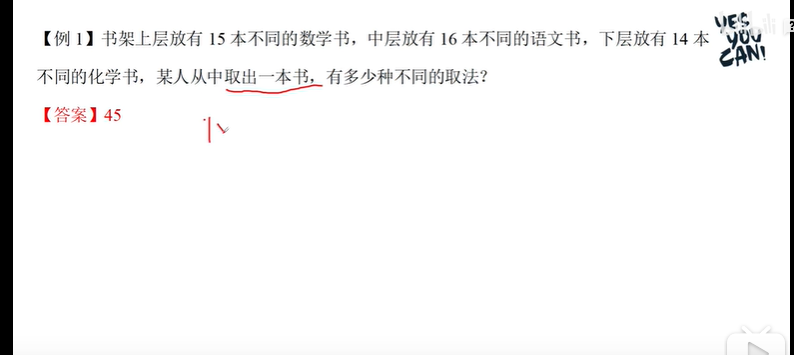 【例 1】书架上层放有 15 本不同的数学书，中层放有 16 本不同的语文书，下层放有 14 本
不同的化学书，某人从中取出一本书，有多少种不同的取法？
【答案】45
YES
YOU
CAN!